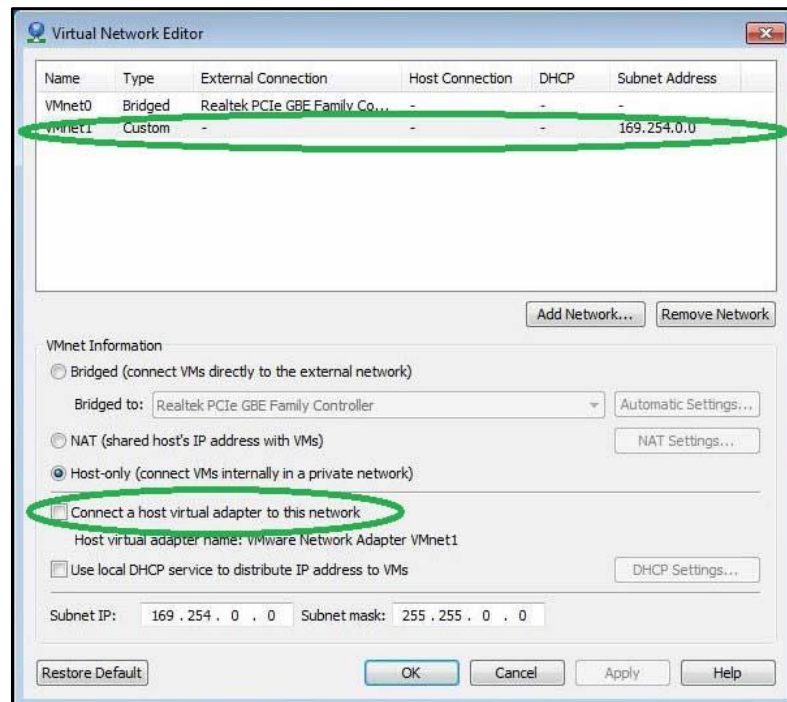 Virtual Network Editor
Name Type External Connection Host Connection DHCP Subnet Address
VMnet0 Bridged Realtek PCIe GBE Family Co... - - -
VMnet1 Custom - - - 169.254.0.0
Add Network... Remove Network
VMnet Information
Bridged (connect VMs directly to the external network)
Bridged to: Realtek PCIe GBE Family Controller Automatic Settings...
NAT (shared host's IP address with VMs) NAT Settings...
Host-only (connect VMs internally in a private network)
Connect a host virtual adapter to this network
Host virtual adapter name: VMware Network Adapter VMnet1
Use local DHCP service to distribute IP address to VMs DHCP Settings...
Subnet IP: 169 . 254 . 0 . 0 Subnet mask: 255 . 255 . 0 . 0
Restore Default OK Cancel Apply Help